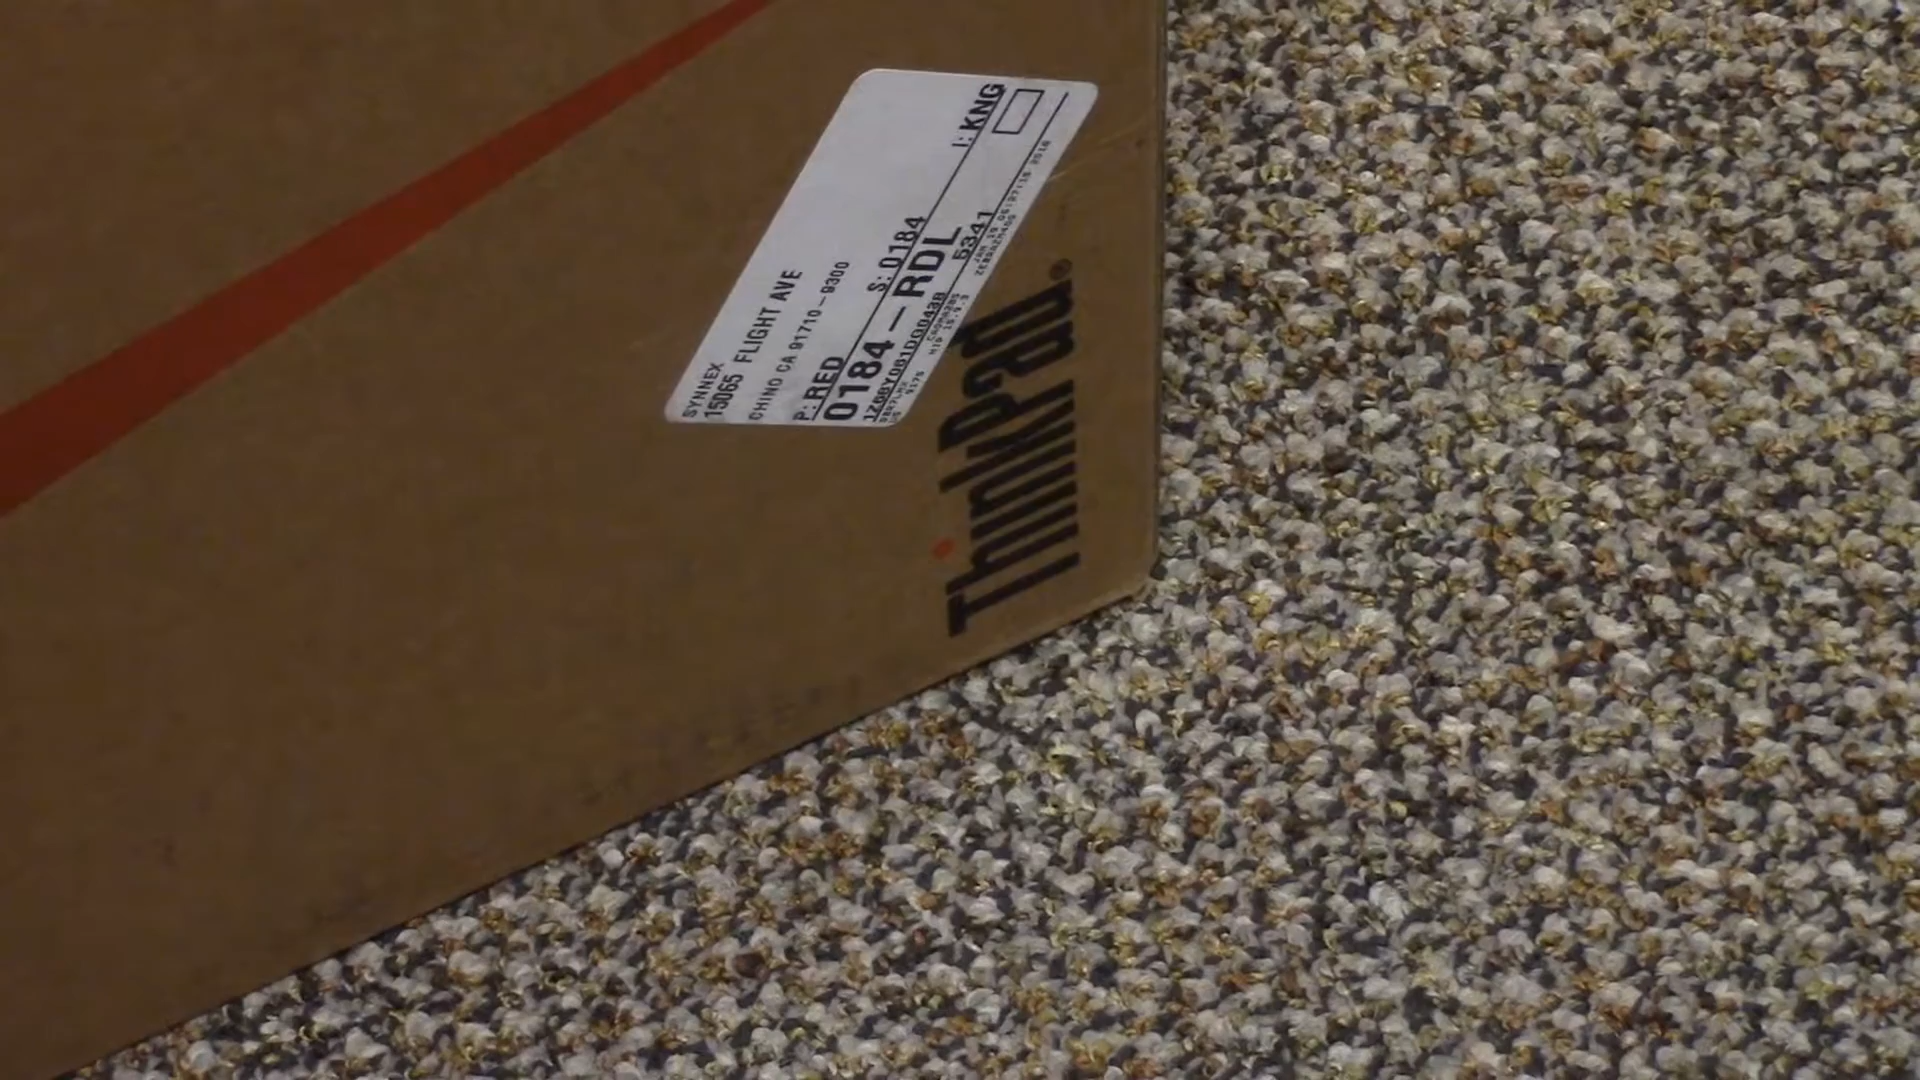 SYNNEX
15065 FLIGHT AVE
CHINO CA 91710-9300
P: RED S: 0184 I: KNG
0184-RDL
5341
ThinkPad®